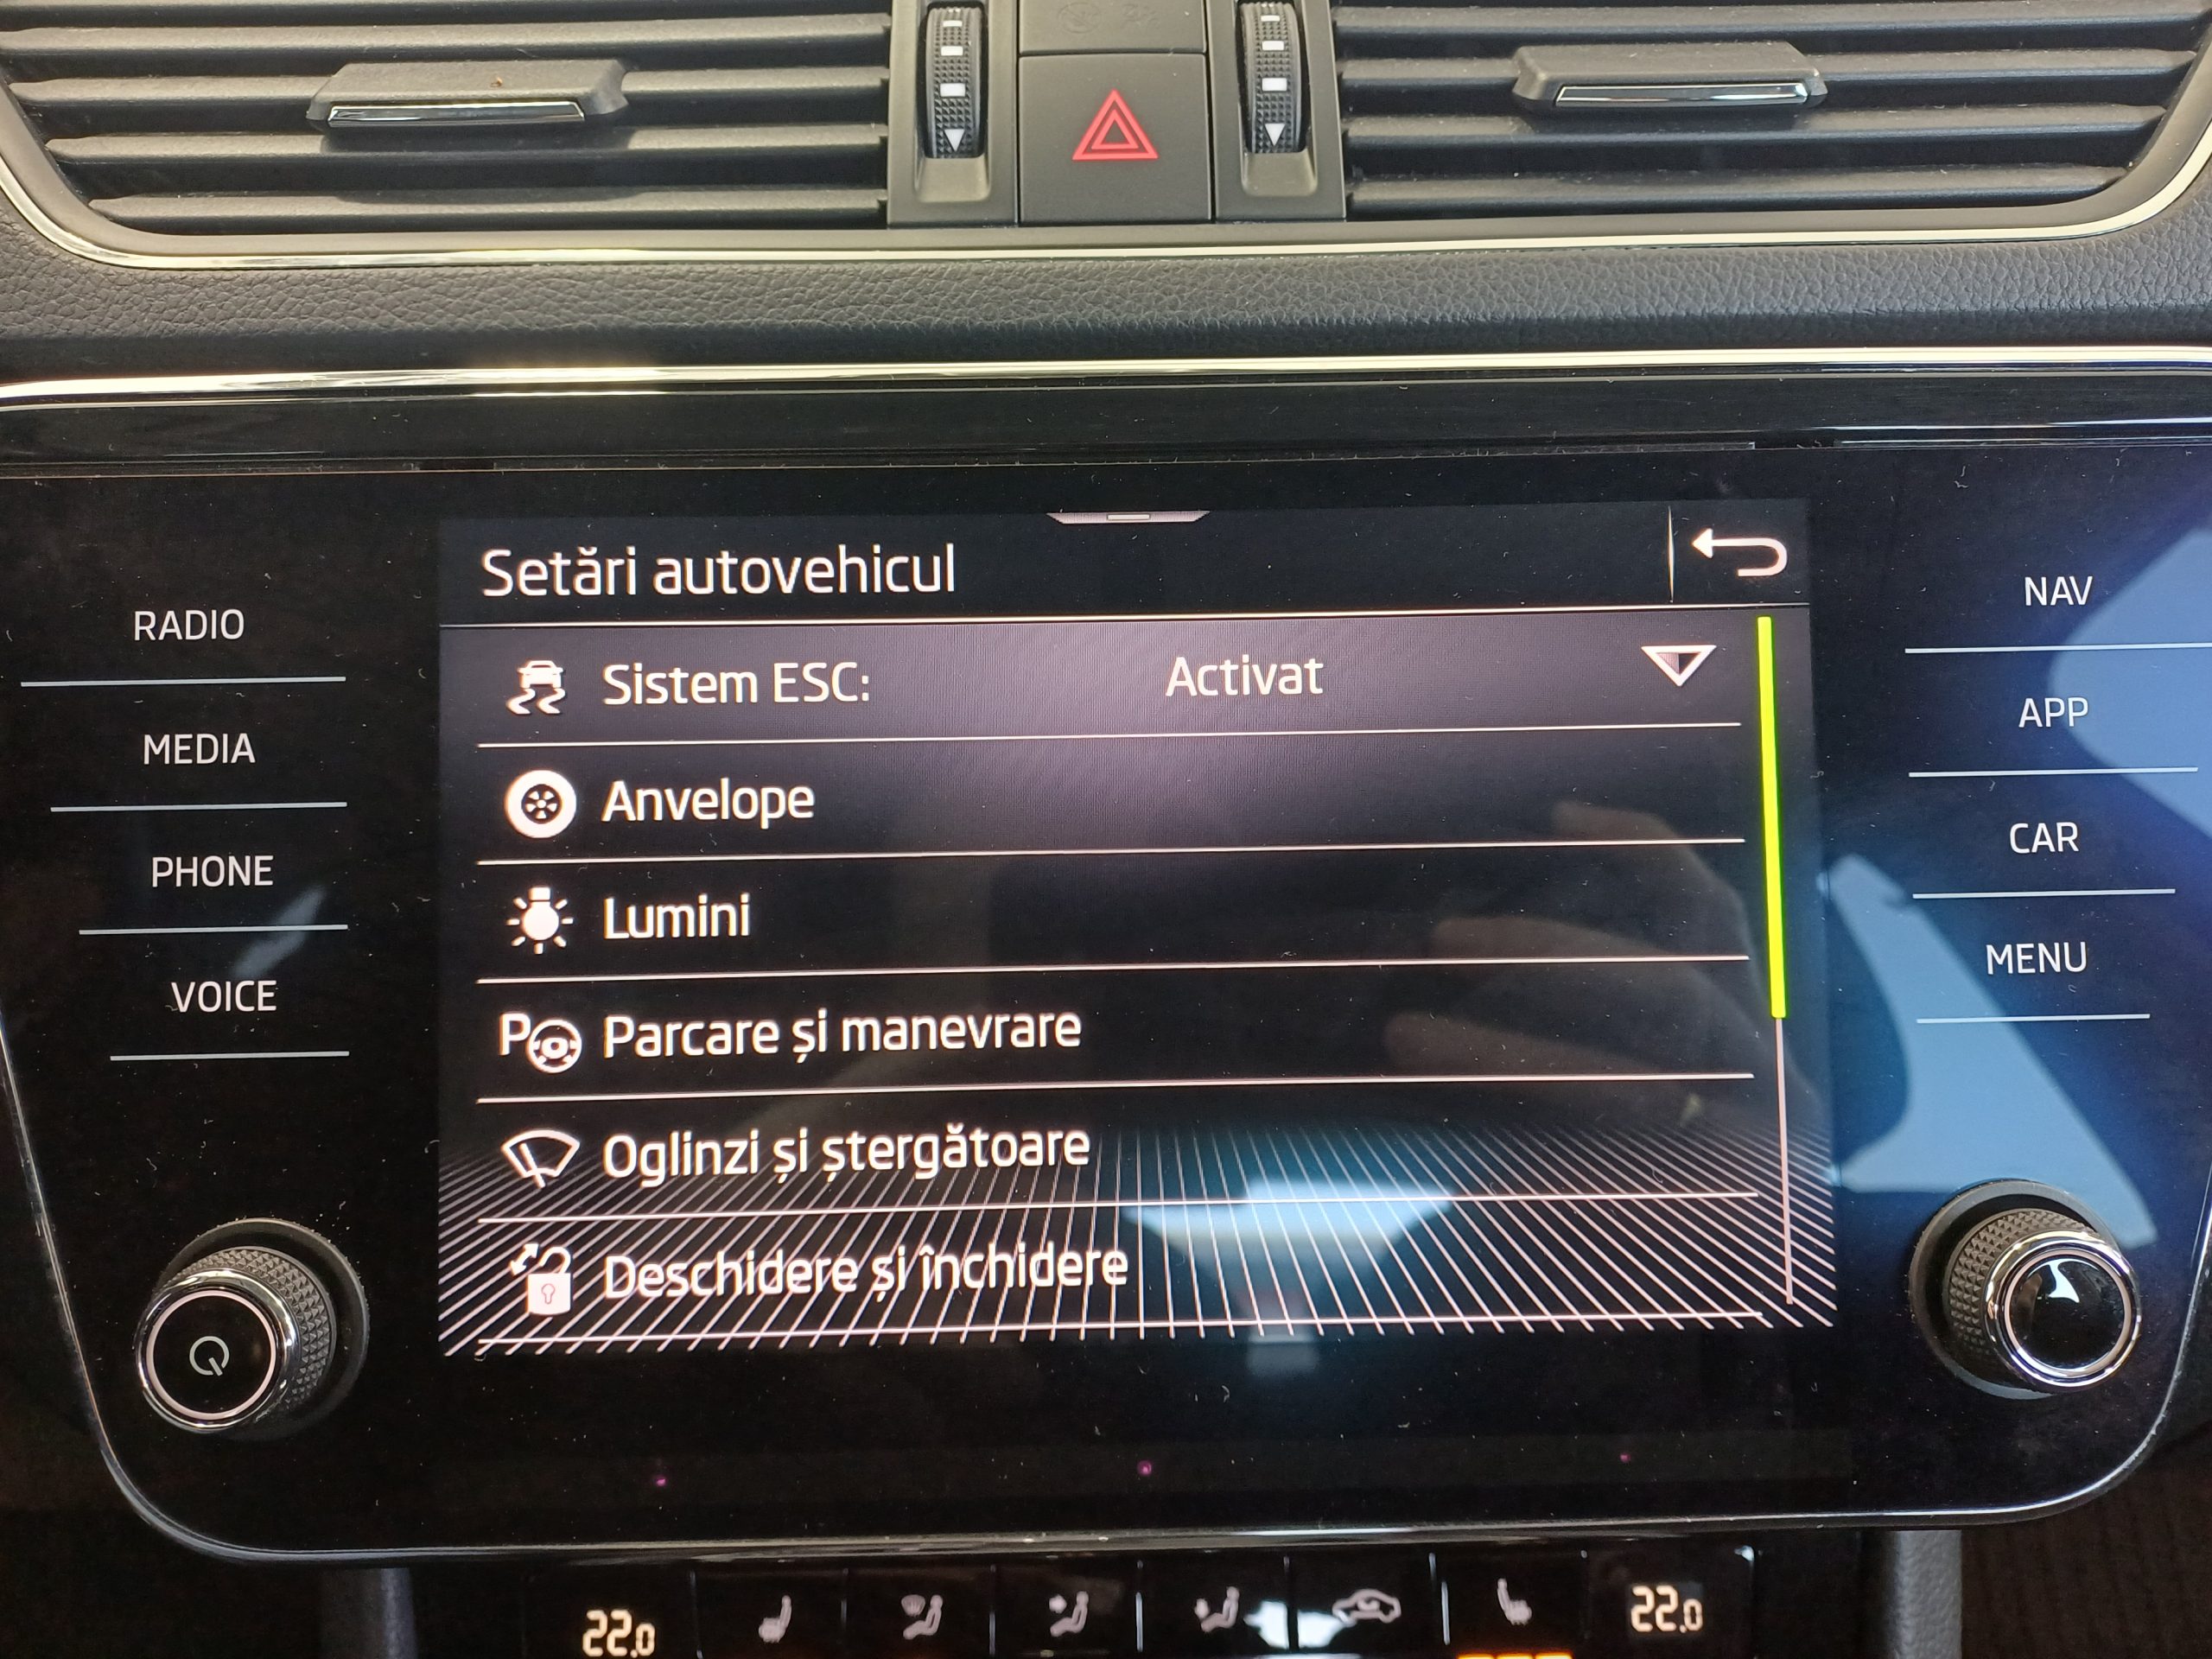 Setări autovehicul
RADIO
MEDIA
PHONE
VOICE
Sistem ESC: Activat
Anvelope
Lumini
P Parcare și manevrare
Oglinzi și ștergătoare
Deschidere și închidere
NAV
APP
CAR
MENU
22.0
22.0